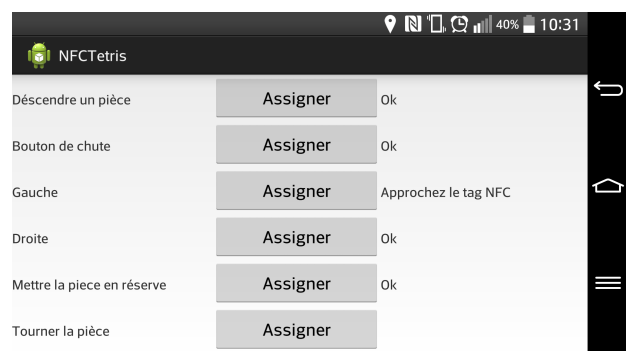 40% 10:31
NFCTetris
Déscendre un pièce Assigner Ok
Bouton de chute Assigner Ok
Gauche Assigner Approchez le tag NFC
Droite Assigner Ok
Mettre la piece en réserve Assigner Ok
Tourner la pièce Assigner